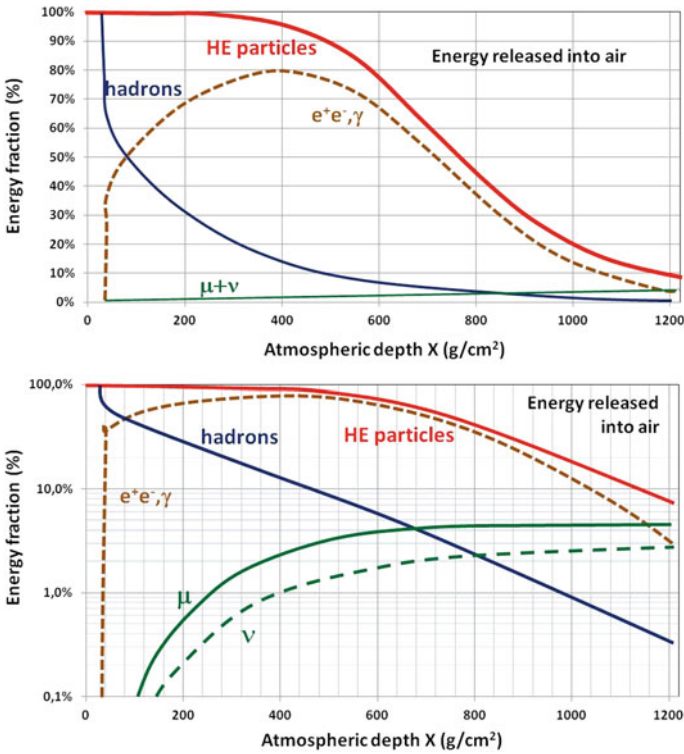 100%
90%
80%
70%
60%
50%
40%
30%
20%
10%
0%
Energy fraction (%)
HE particles
Energy released into air
hadrons
e⁺e⁻,γ
μ+ν
0 200 400 600 800 1000 1200
Atmospheric depth X (g/cm²)
100,0%
10,0%
1,0%
0,1%
Energy fraction (%)
Energy released
into air
hadrons
HE particles
e⁺e⁻,γ
μ
ν
0 200 400 600 800 1000 1200
Atmospheric depth X (g/cm²)